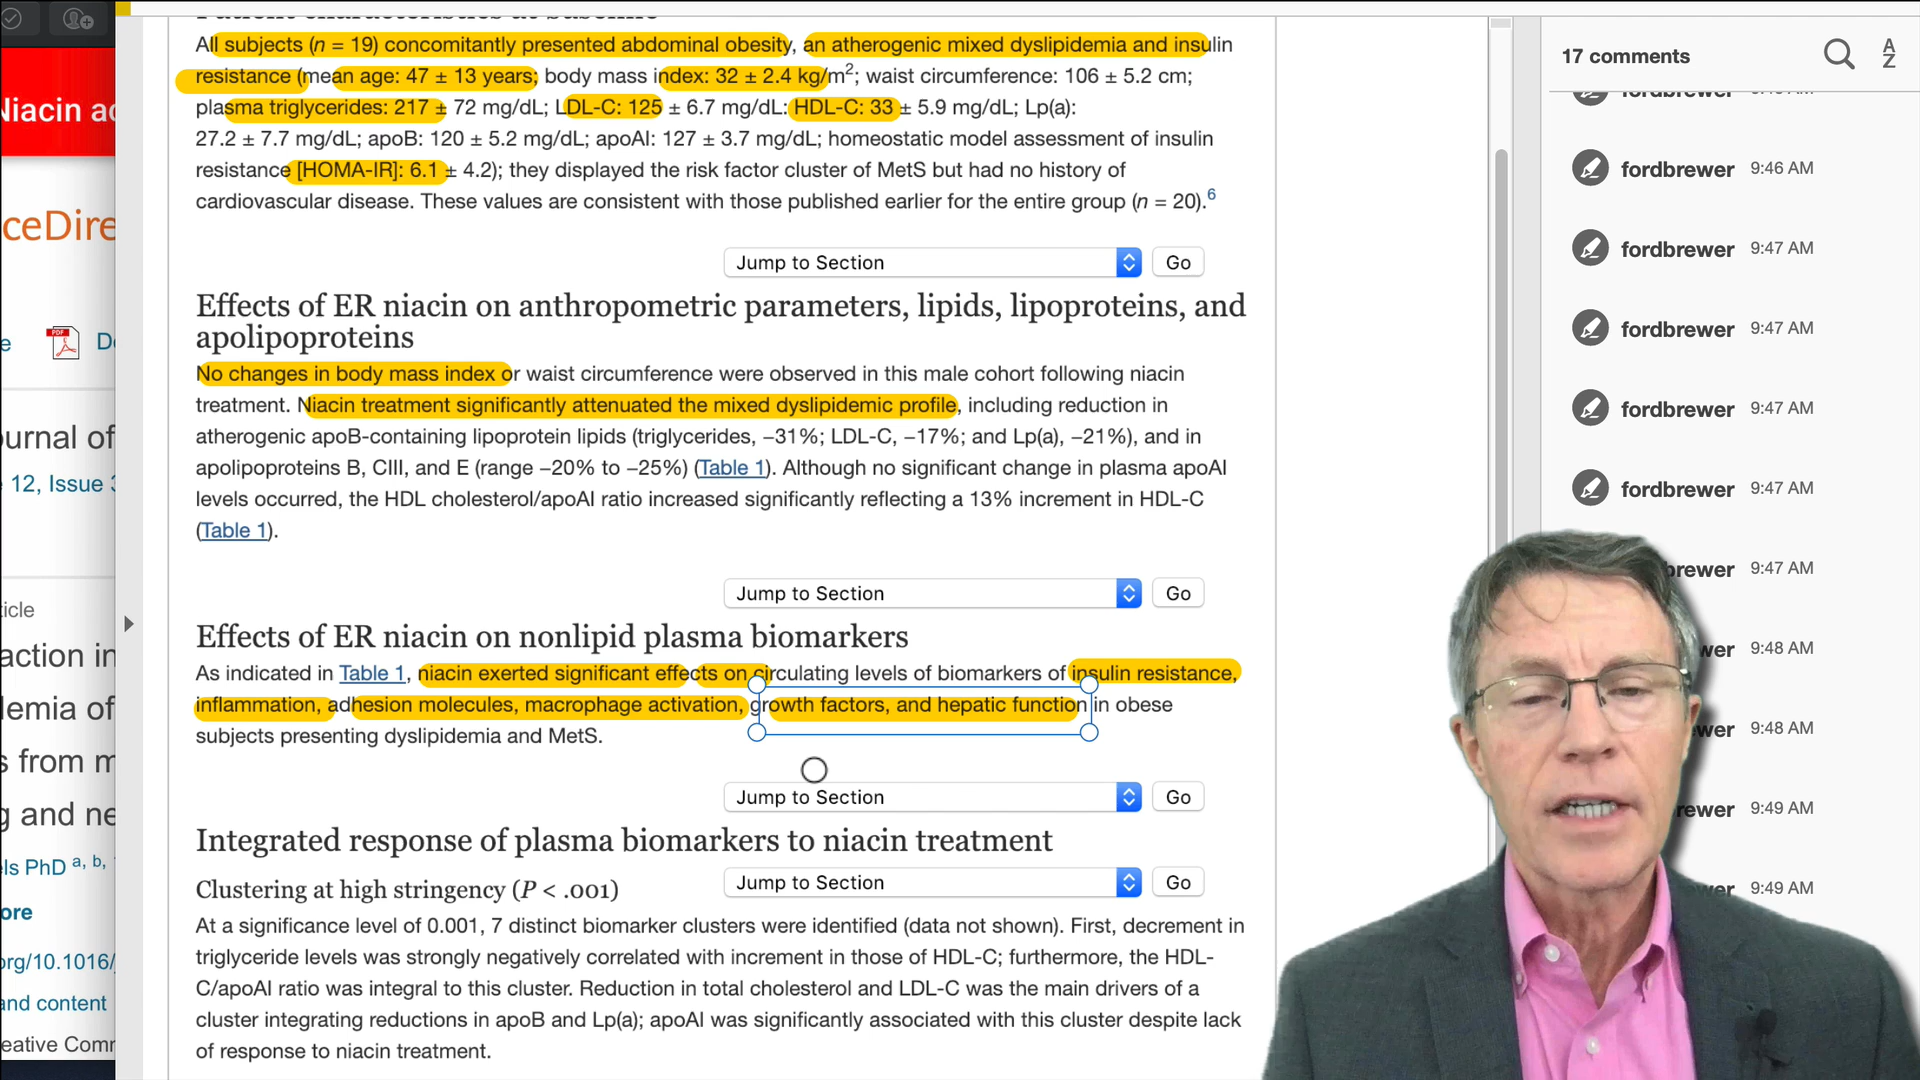 All subjects (n = 19) concomitantly presented abdominal obesity, an atherogenic mixed dyslipidemia and insulin
resistance (mean age: 47 ± 13 years; body mass index: 32 ± 2.4 kg/m²; waist circumference: 106 ± 5.2 cm;
plasma triglycerides: 217 ± 72 mg/dL; LDL-C: 125 ± 6.7 mg/dL: HDL-C: 33 ± 5.9 mg/dL; Lp(a):
27.2 ± 7.7 mg/dL; apoB: 120 ± 5.2 mg/dL; apoAI: 127 ± 3.7 mg/dL; homeostatic model assessment of insulin
resistance [HOMA-IR]: 6.1 ± 4.2); they displayed the risk factor cluster of MetS but had no history of
cardiovascular disease. These values are consistent with those published earlier for the entire group (n = 20).6
Jump to Section Go
Effects of ER niacin on anthropometric parameters, lipids, lipoproteins, and
apolipoproteins
No changes in body mass index or waist circumference were observed in this male cohort following niacin
treatment. Niacin treatment significantly attenuated the mixed dyslipidemic profile, including reduction in
atherogenic apoB-containing lipoprotein lipids (triglycerides, −31%; LDL-C, −17%; and Lp(a), −21%), and in
apolipoproteins B, CIII, and E (range −20% to −25%) (Table 1). Although no significant change in plasma apoAI
levels occurred, the HDL cholesterol/apoAI ratio increased significantly reflecting a 13% increment in HDL-C
(Table 1).
Jump to Section Go
Effects of ER niacin on nonlipid plasma biomarkers
As indicated in Table 1, niacin exerted significant effects on circulating levels of biomarkers of insulin resistance,
inflammation, adhesion molecules, macrophage activation, growth factors, and hepatic function in obese
subjects presenting dyslipidemia and MetS.
Jump to Section Go
Integrated response of plasma biomarkers to niacin treatment
Clustering at high stringency (P < .001)
Jump to Section Go
At a significance level of 0.001, 7 distinct biomarker clusters were identified (data not shown). First, decrement in
triglyceride levels was strongly negatively correlated with increment in those of HDL-C; furthermore, the HDL-
C/apoAI ratio was integral to this cluster. Reduction in total cholesterol and LDL-C was the main drivers of a
cluster integrating reductions in apoB and Lp(a); apoAI was significantly associated with this cluster despite lack
of response to niacin treatment.
17 comments
A
Z
fordbrewer 9:46 AM
fordbrewer 9:47 AM
fordbrewer 9:47 AM
fordbrewer 9:47 AM
fordbrewer 9:47 AM
brewer 9:47 AM
wer 9:48 AM
wer 9:48 AM
rewer 9:49 AM
wer 9:49 AM
Niacin ac
ceDire
e PDF Do
urnal of
12, Issue 3
ticle
action in
lemia of
s from m
g and ne
ls PhD a, b,
ore
org/10.1016/
and content
eative Comm